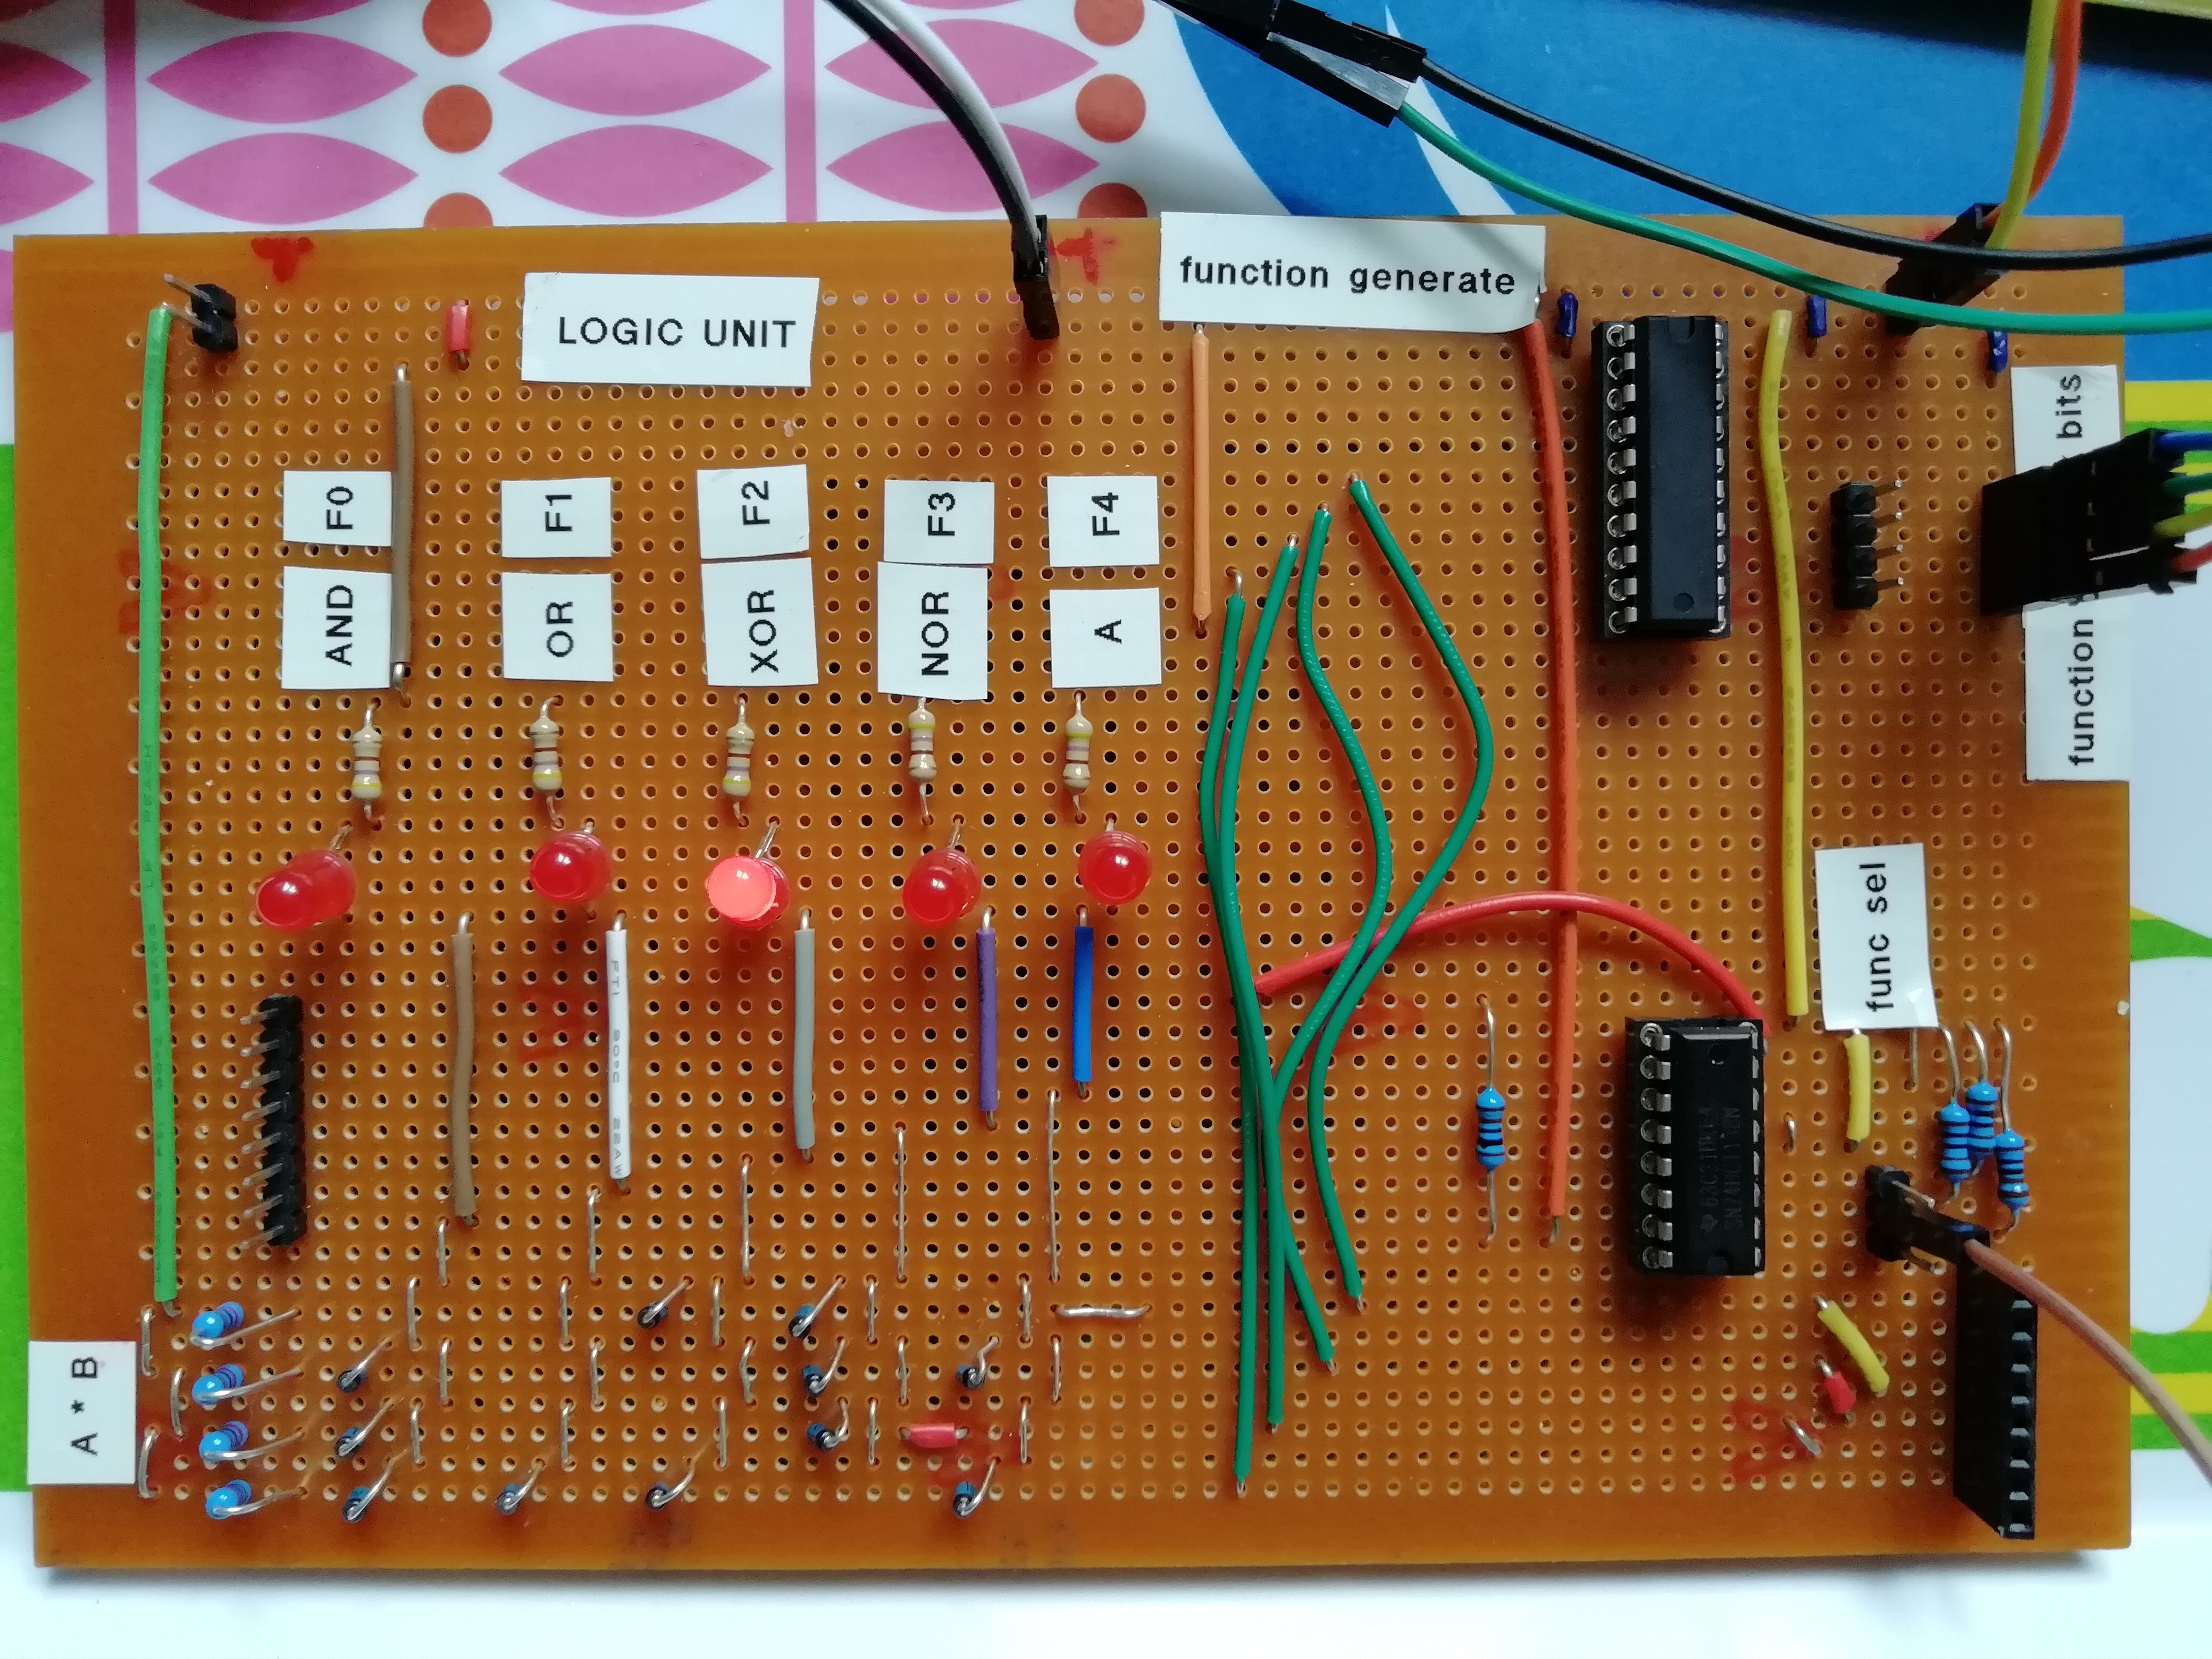 function generate
LOGIC UNIT
bits
function
F0
F1
F2
F3
F4
AND
OR
XOR
NOR
A
func sel
A * B